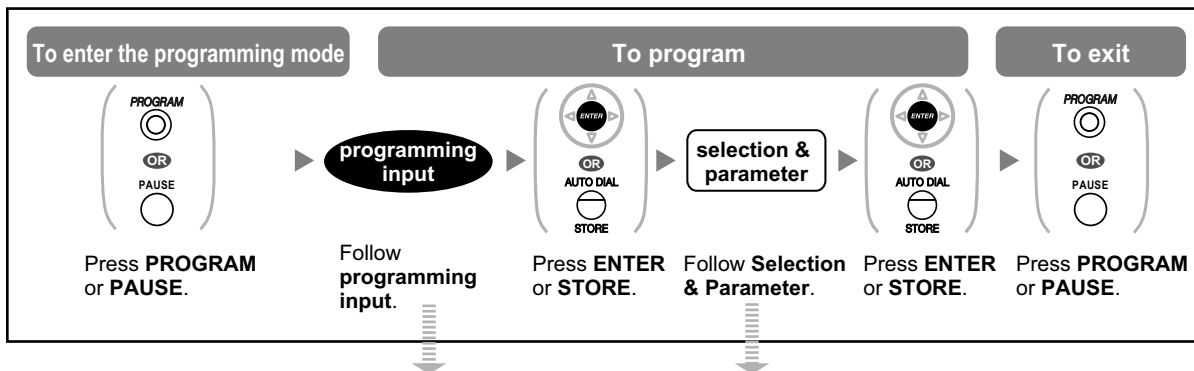 To enter the programming mode
To program
To exit
PROGRAM
OR
PAUSE
programming
input
ENTER
OR
AUTO DIAL
STORE
selection &
parameter
ENTER
OR
AUTO DIAL
STORE
PROGRAM
OR
PAUSE
Press PROGRAM
or PAUSE.
Follow
programming
input.
Press ENTER
or STORE.
Follow Selection
& Parameter.
Press ENTER
or STORE.
Press PROGRAM
or PAUSE.